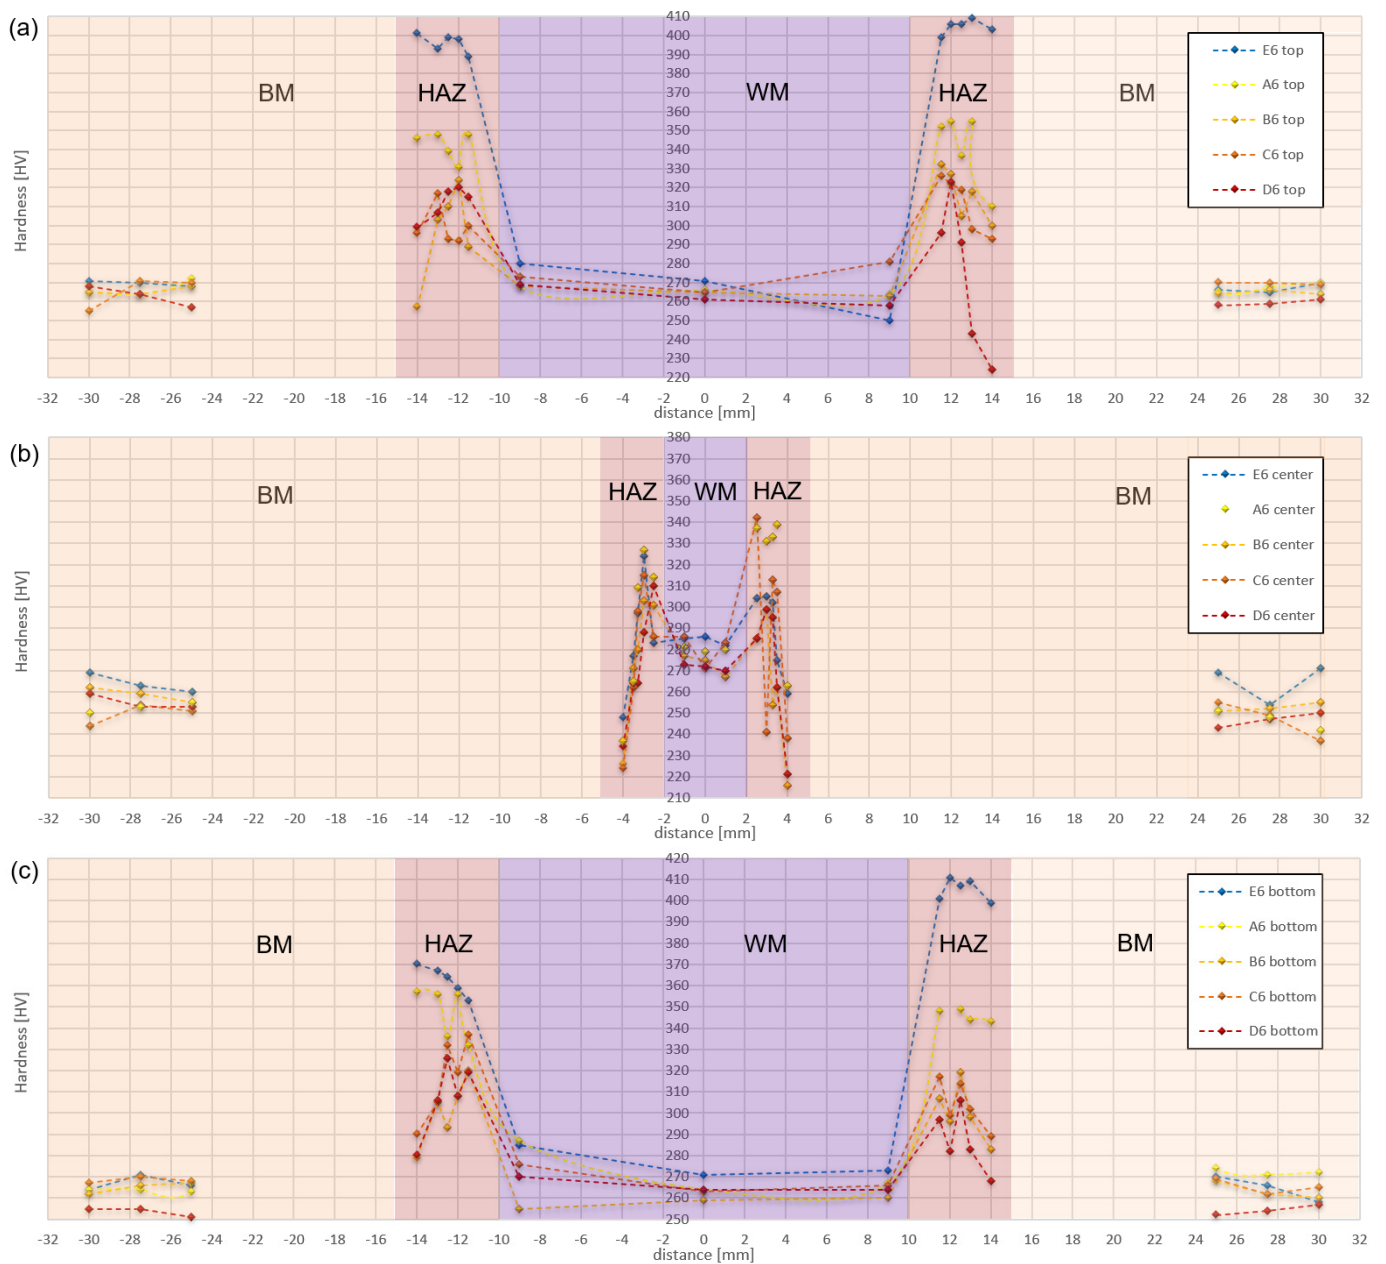 (a)
410
400
390
380
370
360
350
340
330
320
310
300
290
280
270
260
250
240
230
220
Hardness [HV]
BM
HAZ
WM
HAZ
BM
E6 top
A6 top
B6 top
C6 top
D6 top
-32 -30 -28 -26 -24 -22 -20 -18 -16 -14 -12 -10 -8 -6 -4 -2 0 2 4 6 8 10 12 14 16 18 20 22 24 26 28 30 32
distance [mm]
(b)
380
370
360
350
340
330
320
310
300
290
280
270
260
250
240
230
220
210
Hardness [HV]
BM
HAZ
WM
HAZ
BM
E6 center
A6 center
B6 center
C6 center
D6 center
-32 -30 -28 -26 -24 -22 -20 -18 -16 -14 -12 -10 -8 -6 -4 -2 0 2 4 6 8 10 12 14 16 18 20 22 24 26 28 30 32
distance [mm]
(c)
420
410
400
390
380
370
360
350
340
330
320
310
300
290
280
270
260
250
Hardness [HV]
BM
HAZ
WM
HAZ
BM
E6 bottom
A6 bottom
B6 bottom
C6 bottom
D6 bottom
-32 -30 -28 -26 -24 -22 -20 -18 -16 -14 -12 -10 -8 -6 -4 -2 0 2 4 6 8 10 12 14 16 18 20 22 24 26 28 30 32
distance [mm]